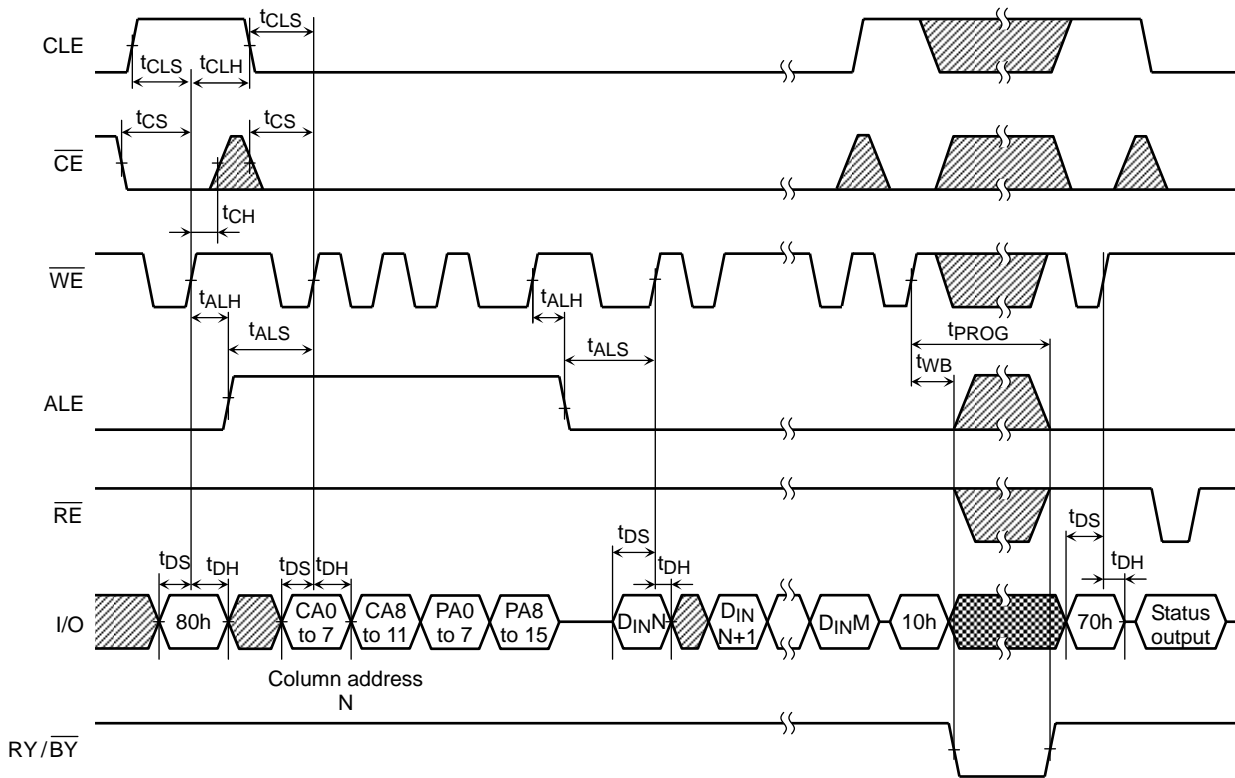 CLE
tCLS
tCLS
tCLH
CE
tCS
tCS
tCH
WE
tALH
tALS
tALH
tALS
tPROG
tWB
ALE
RE
tDS
tDH
tDS
tDH
tDS
tDH
tDS
tDH
I/O
80h
CA0 to 7
CA8 to 11
PA0 to 7
PA8 to 15
DINN
DIN N+1
DINM
10h
70h
Status output
Column address
N
RY/BY